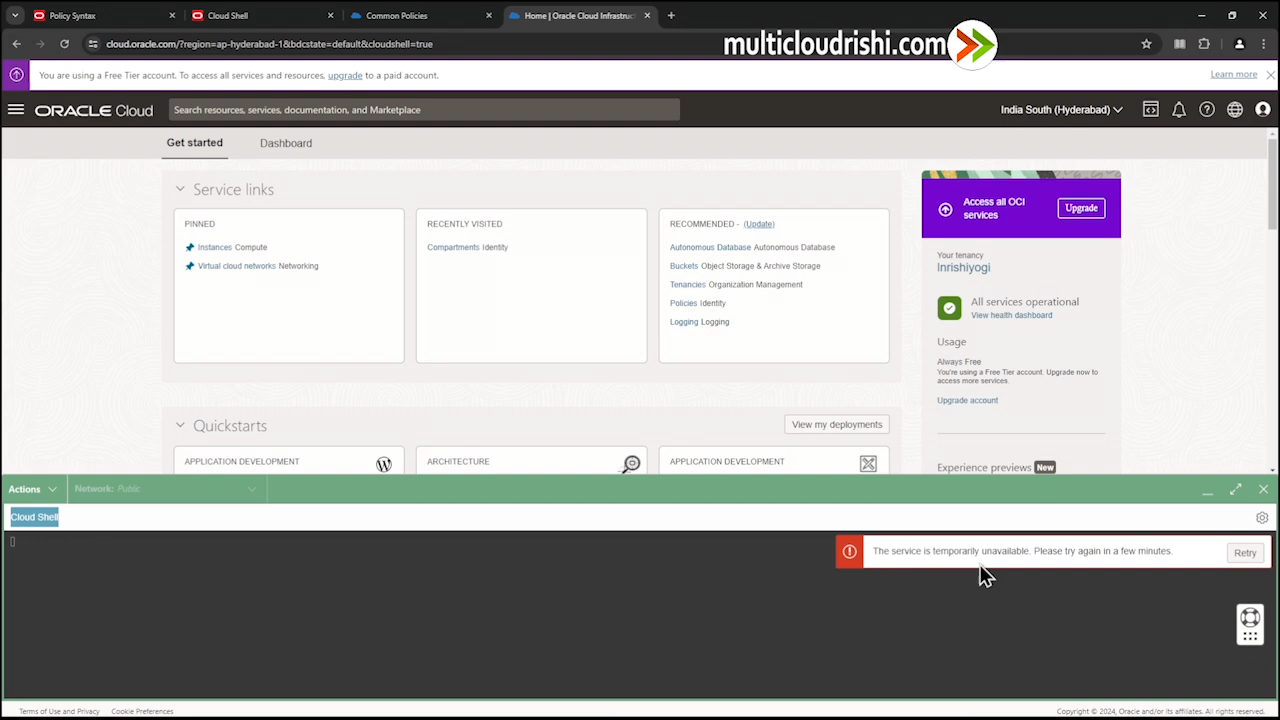 Policy Syntax
Cloud Shell
Common Policies
Home | Oracle Cloud Infrastruct
cloud.oracle.com/?region=ap-hyderabad-1&bdcstate=default&cloudshell=true
multicloudrishi.com
You are using a Free Tier account. To access all services and resources, upgrade to a paid account.
Learn more
ORACLE Cloud
Search resources, services, documentation, and Marketplace
India South (Hyderabad)
Get started
Dashboard
Service links
PINNED
Instances Compute
Virtual cloud networks Networking
RECENTLY VISITED
Compartments Identity
RECOMMENDED - (Update)
Autonomous Database Autonomous Database
Buckets Object Storage & Archive Storage
Tenancies Organization Management
Policies Identity
Logging Logging
Access all OCI
services
Upgrade
Your tenancy
Inrishiyogi
All services operational
View health dashboard
Usage
Always Free
You're using a Free Tier account. Upgrade now to
access more services.
Upgrade account
Experience previews New
Quickstarts
View my deployments
APPLICATION DEVELOPMENT
ARCHITECTURE
APPLICATION DEVELOPMENT
Actions
Network: Public
Cloud Shell
The service is temporarily unavailable. Please try again in a few minutes.
Retry
Terms of Use and Privacy
Cookie Preferences
Copyright © 2024, Oracle and/or its affiliates. All rights reserved.